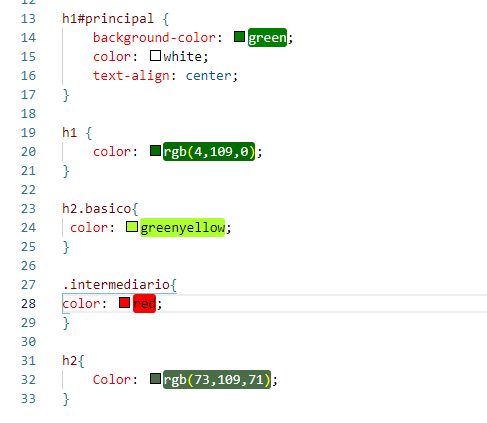 13 h1#principal {
14 background-color: green;
15 color: white;
16 text-align: center;
17 }
18
19 h1 {
20 color: rgb(4,109,0);
21 }
22
23 h2.basico{
24 color: greenyellow;
25 }
26
27 .intermediario{
28 color: red;
29 }
30
31 h2{
32 Color: rgb(73,109,71);
33 }